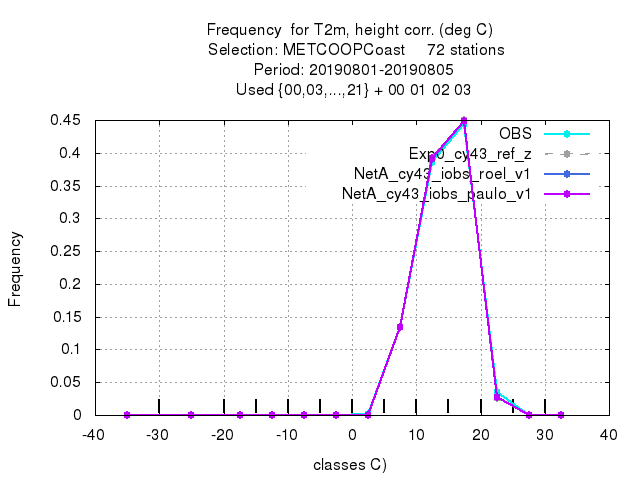 Frequency  for T2m, height corr. (deg C)
Selection: METCOOPCoast     72 stations
Period: 20190801-20190805
Used {00,03,...,21} + 00 01 02 03
OBS
Exp0_cy43_ref_z
NetA_cy43_iobs_roel_v1
NetA_cy43_iobs_paulo_v1
Frequency
0.45
0.4
0.35
0.3
0.25
0.2
0.15
0.1
0.05
0
-40 -30 -20 -10 0 10 20 30 40
classes C)